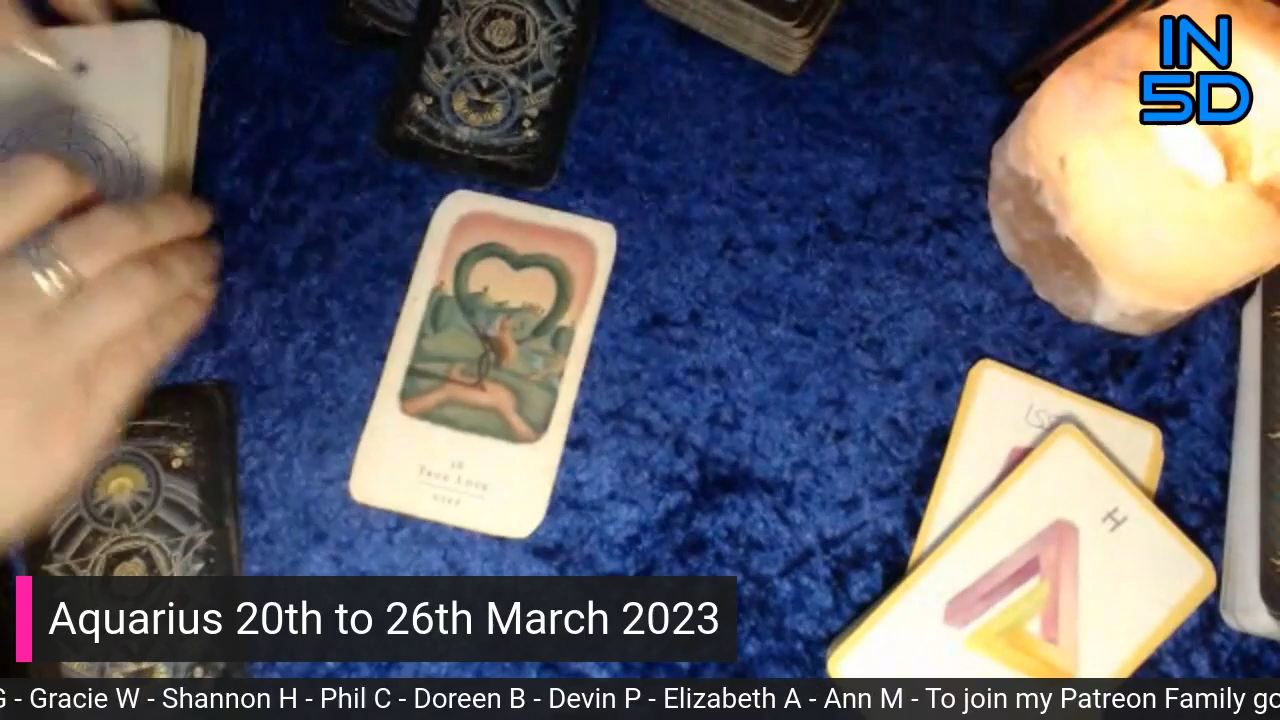 IN
5D
True Love
H
Aquarius 20th to 26th March 2023
G - Gracie W - Shannon H - Phil C - Doreen B - Devin P - Elizabeth A - Ann M - To join my Patreon Family go